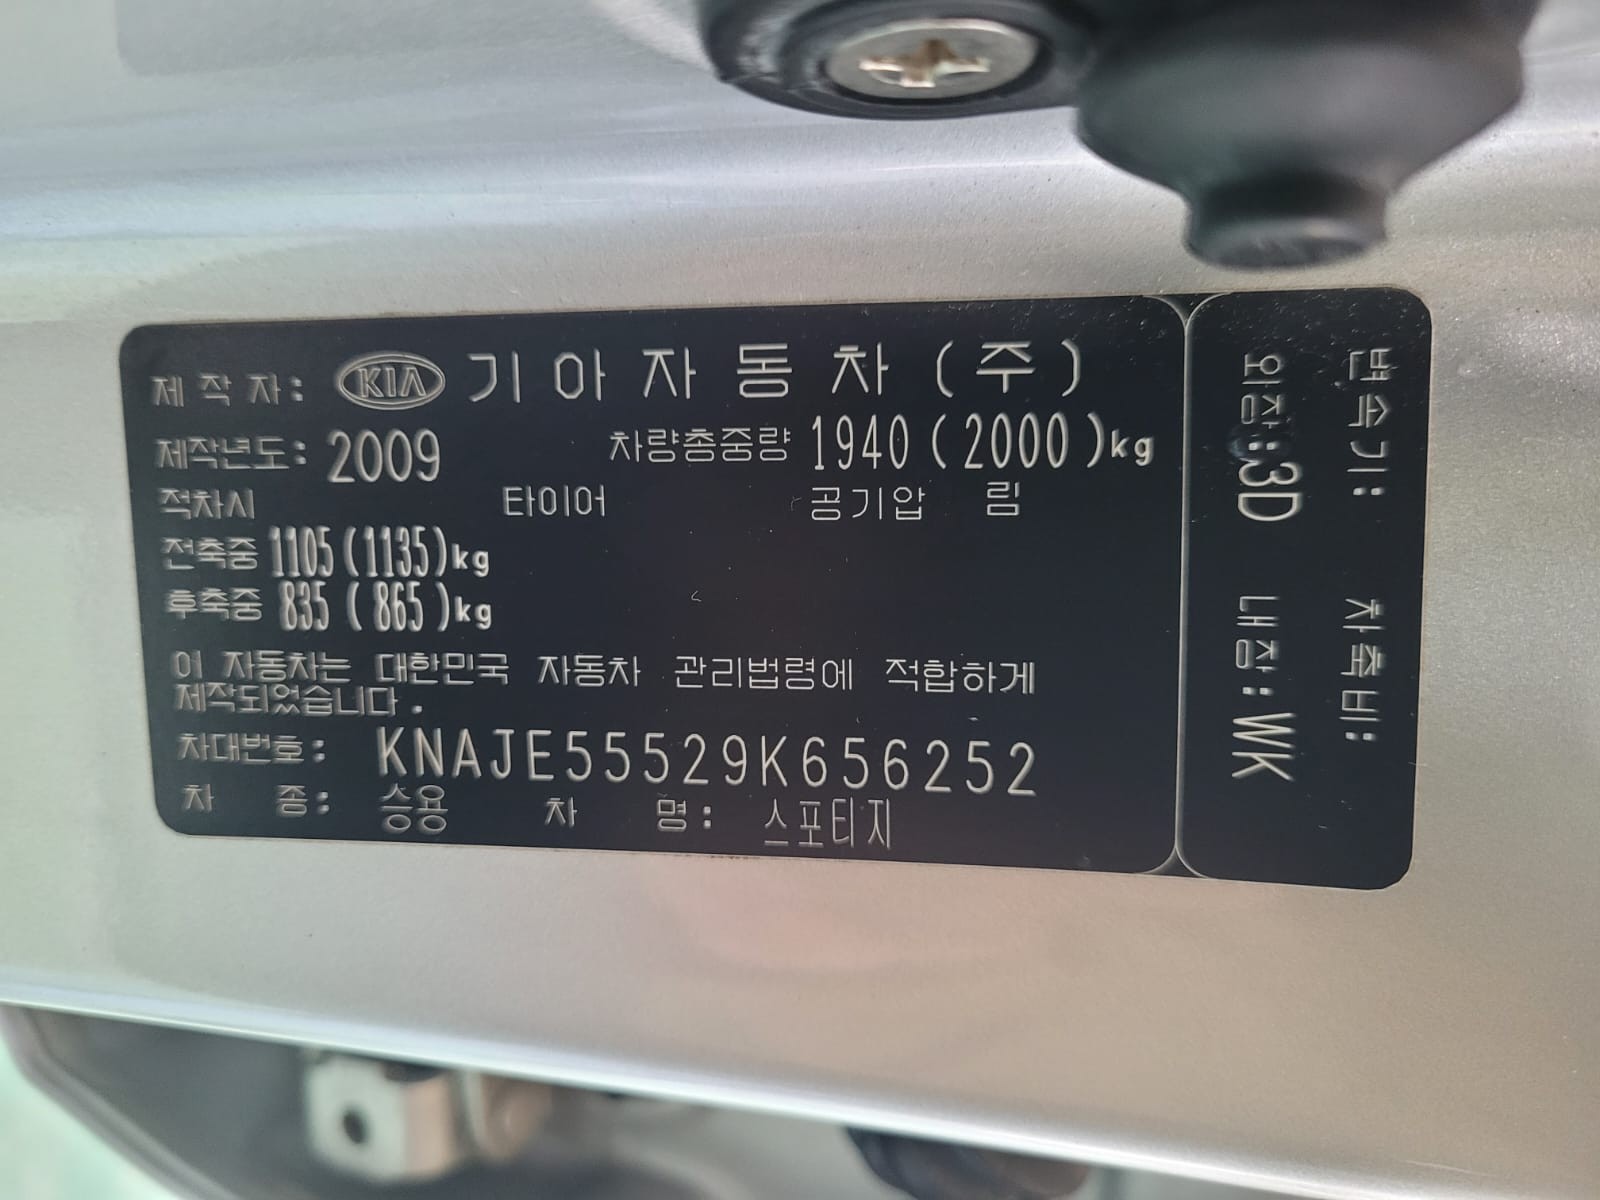 제작자: KIA 기아자동차(주)
제작년도: 2009 차량총중량 1940(2000)kg
적차시 타이어 공기압 림
전축중 1105(1135)kg
후축중 835(865)kg
이 자동차는 대한민국 자동차 관리법령에 적합하게
제작되었습니다.
차대번호: KNAJE55529K656252
차 종: 승용 차 명: 스포티지
변속기: 차축비:
외장:3D 내장:WK